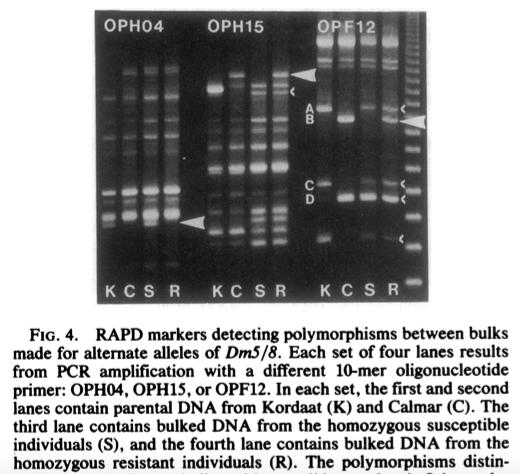 OPH04 OPH15 OPF12
A
B
C
D
K C S R K C S R K C S R
FIG. 4. RAPD markers detecting polymorphisms between bulks
made for alternate alleles of Dm5/8. Each set of four lanes results
from PCR amplification with a different 10-mer oligonucleotide
primer: OPH04, OPH15, or OPF12. In each set, the first and second
lanes contain parental DNA from Kordaat (K) and Calmar (C). The
third lane contains bulked DNA from the homozygous susceptible
individuals (S), and the fourth lane contains bulked DNA from the
homozygous resistant individuals (R). The polymorphisms distin-